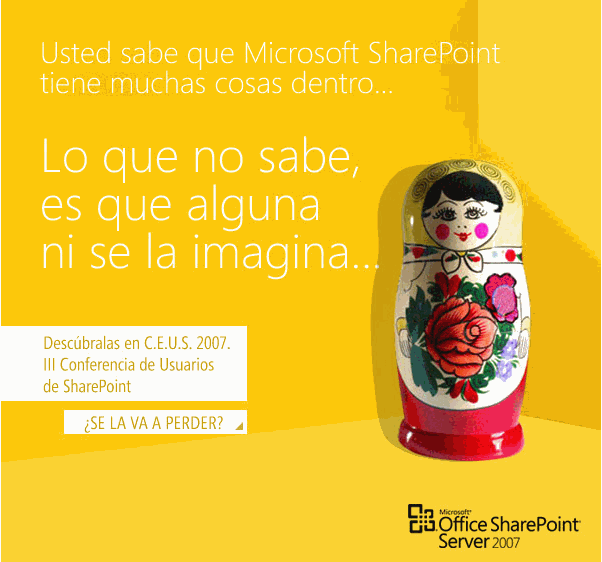 Usted sabe que Microsoft SharePoint
tiene muchas cosas dentro...
Lo que no sabe,
es que alguna
ni se la imagina...
Descúbralas en C.E.U.S. 2007.
III Conferencia de Usuarios
de SharePoint
¿SE LA VA A PERDER?
Microsoft®
Office SharePoint®
Server 2007